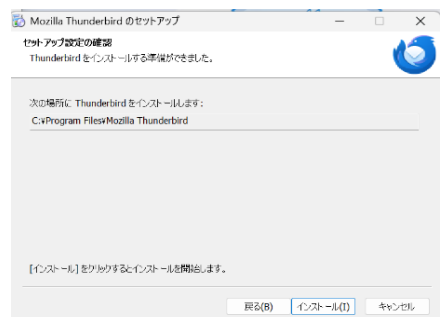 Mozilla Thunderbird のセットアップ
セットアップ設定の確認
Thunderbird をインストールする準備ができました。
次の場所に Thunderbird をインストールします:
C:¥Program Files¥Mozilla Thunderbird
[インストール] をクリックするとインストールを開始します。
戻る(B) インストール(I) キャンセル